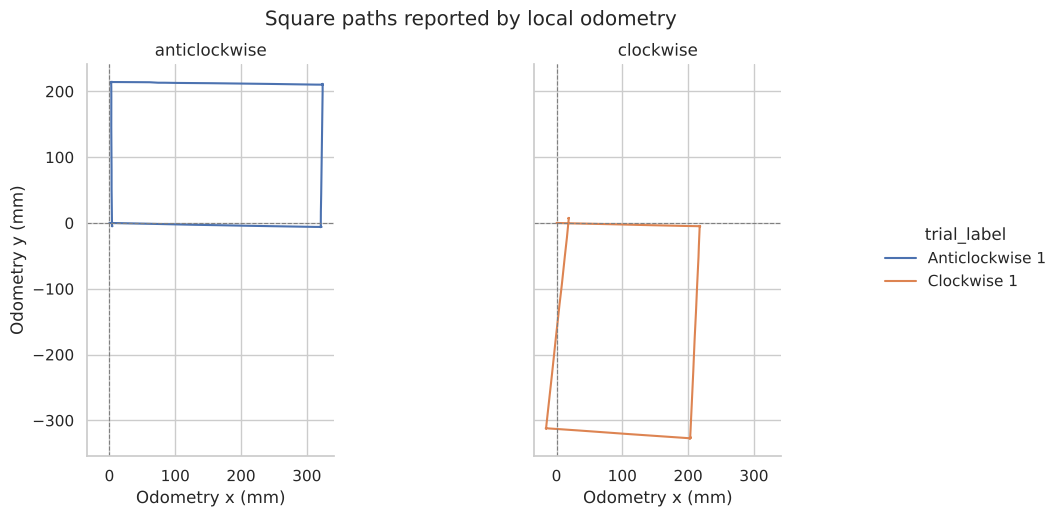 Square paths reported by local odometry
anticlockwise
clockwise
Odometry y (mm)
200
100
0
−100
−200
−300
0 100 200 300
Odometry x (mm)
0 100 200 300
Odometry x (mm)
trial_label
Anticlockwise 1
Clockwise 1